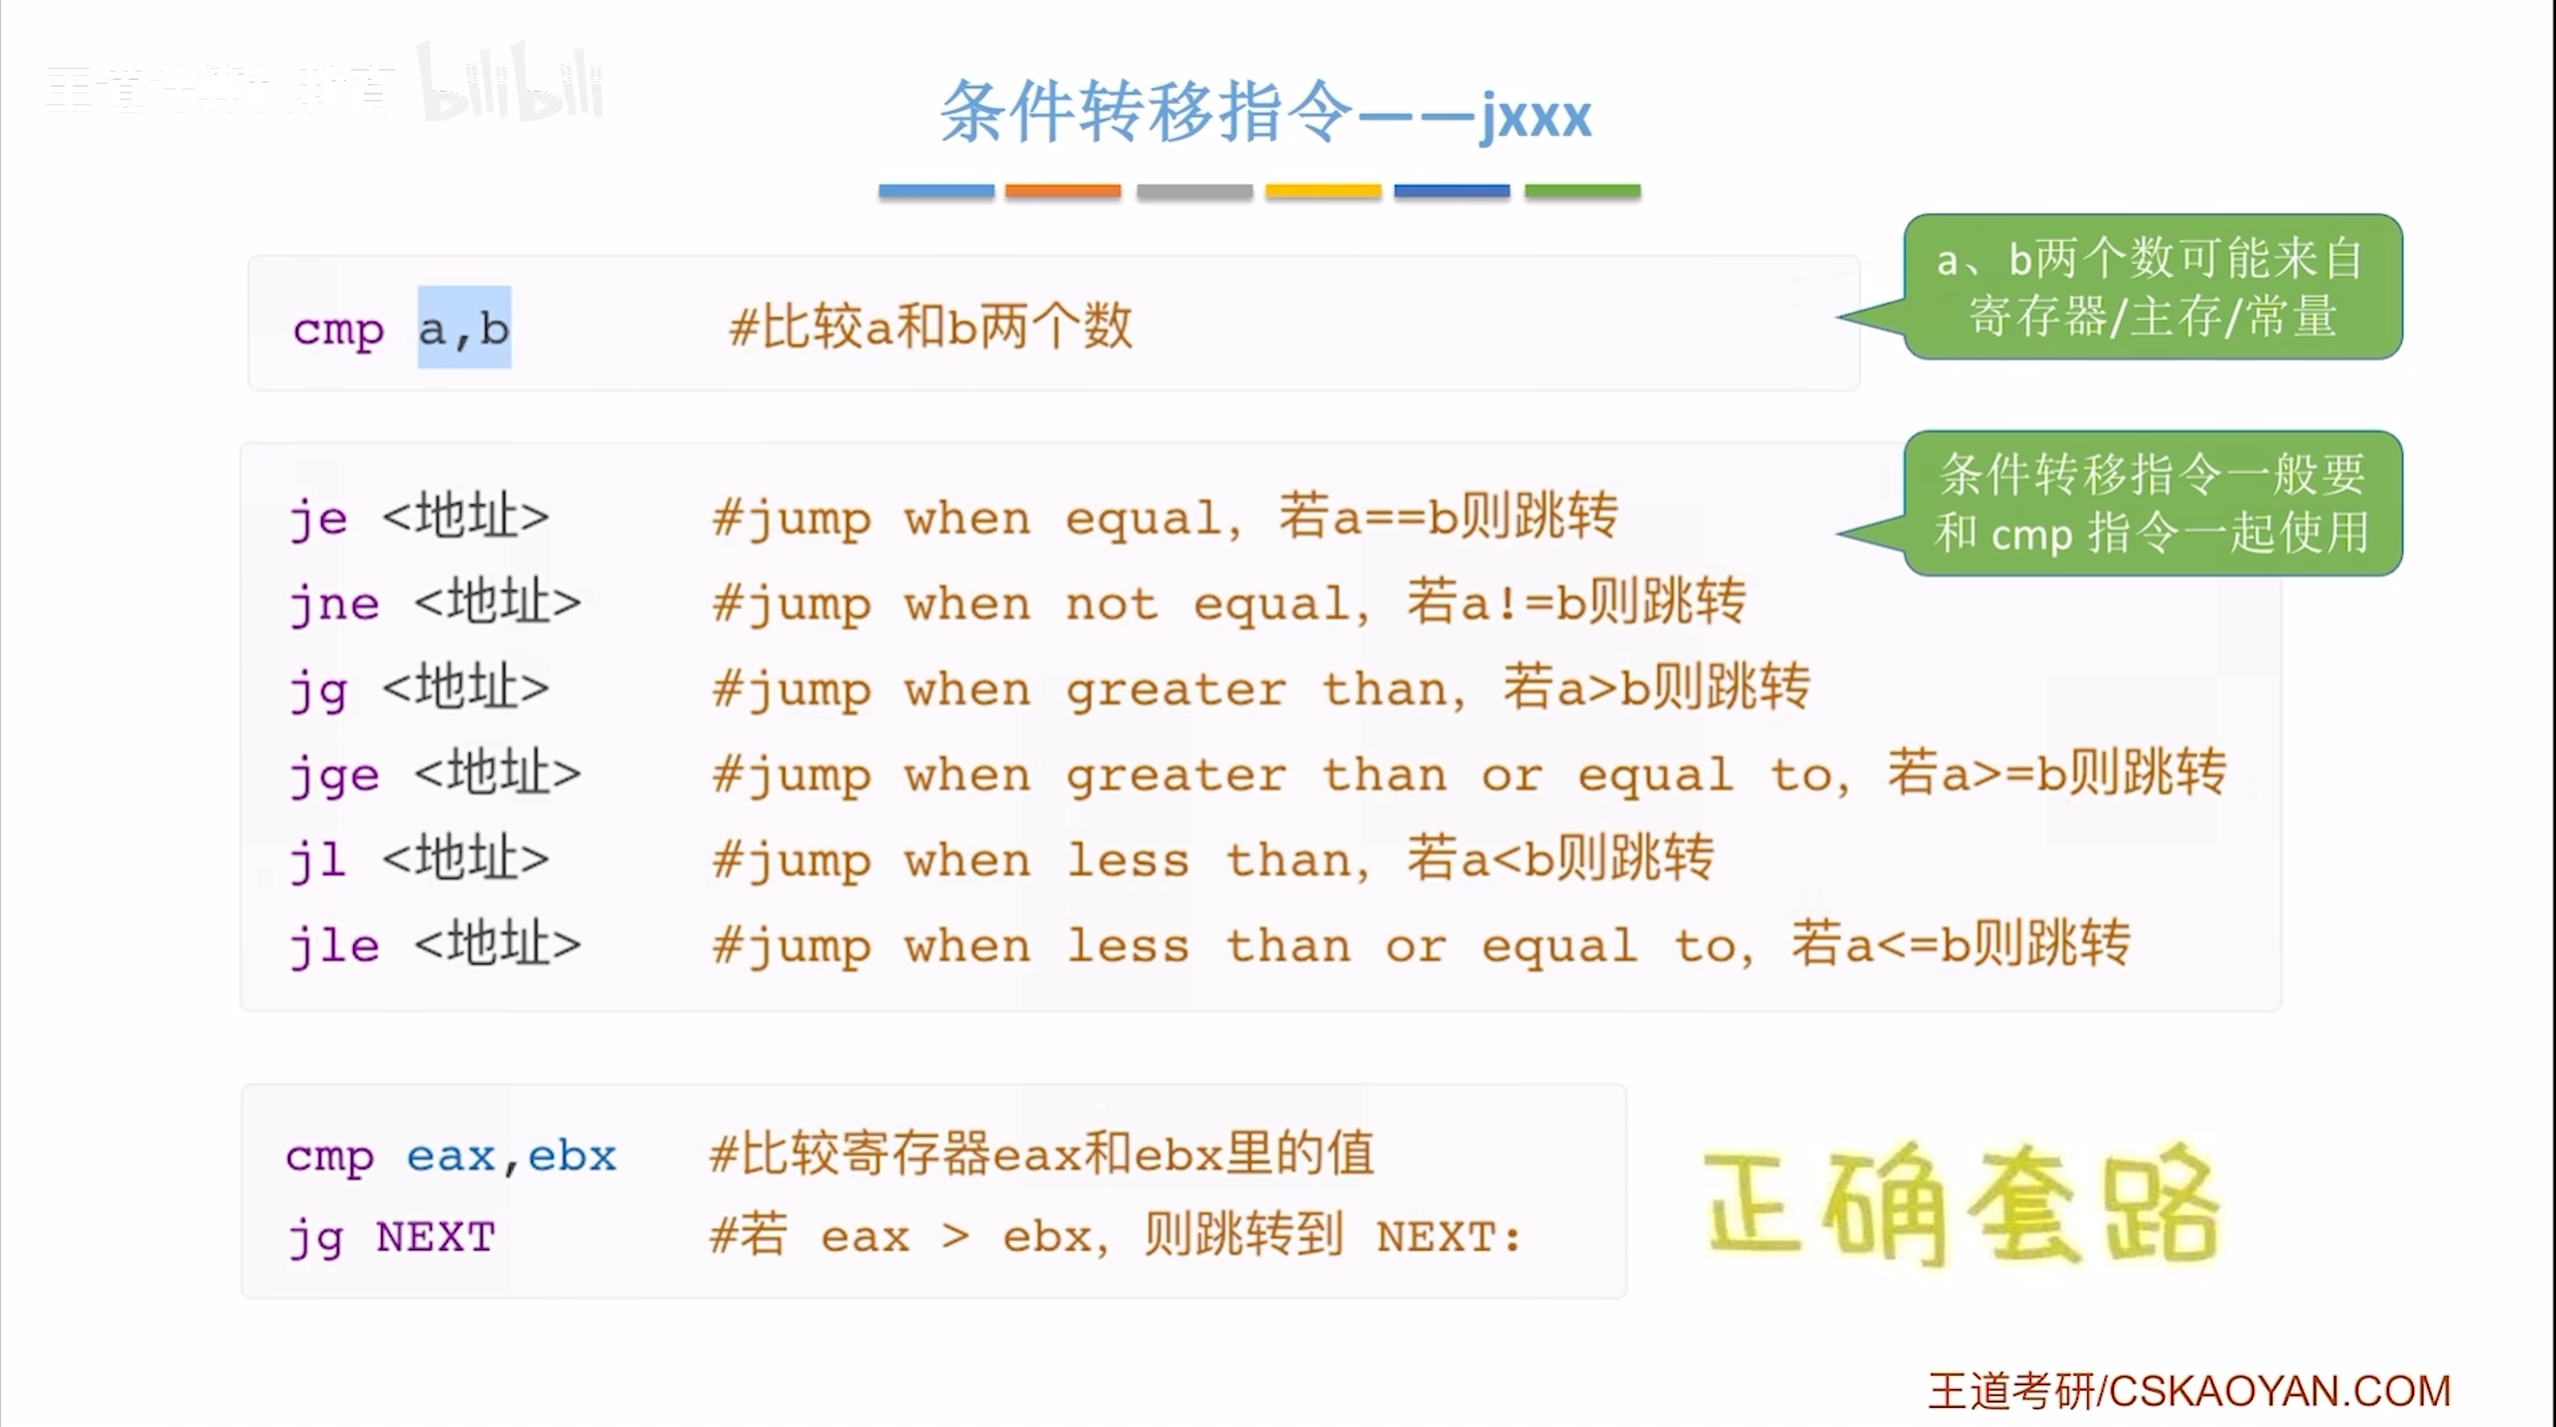 王道计算机教育 bilibili
条件转移指令——jxxx
cmp a,b #比较a和b两个数
a、b两个数可能来自
寄存器/主存/常量
条件转移指令一般要
和 cmp 指令一起使用
je <地址> #jump when equal, 若a==b则跳转
jne <地址> #jump when not equal, 若a!=b则跳转
jg <地址> #jump when greater than, 若a>b则跳转
jge <地址> #jump when greater than or equal to, 若a>=b则跳转
jl <地址> #jump when less than, 若a<b则跳转
jle <地址> #jump when less than or equal to, 若a<=b则跳转
cmp eax,ebx #比较寄存器eax和ebx里的值
jg NEXT #若 eax > ebx, 则跳转到 NEXT:
正确套路
王道考研/CSKAOYAN.COM